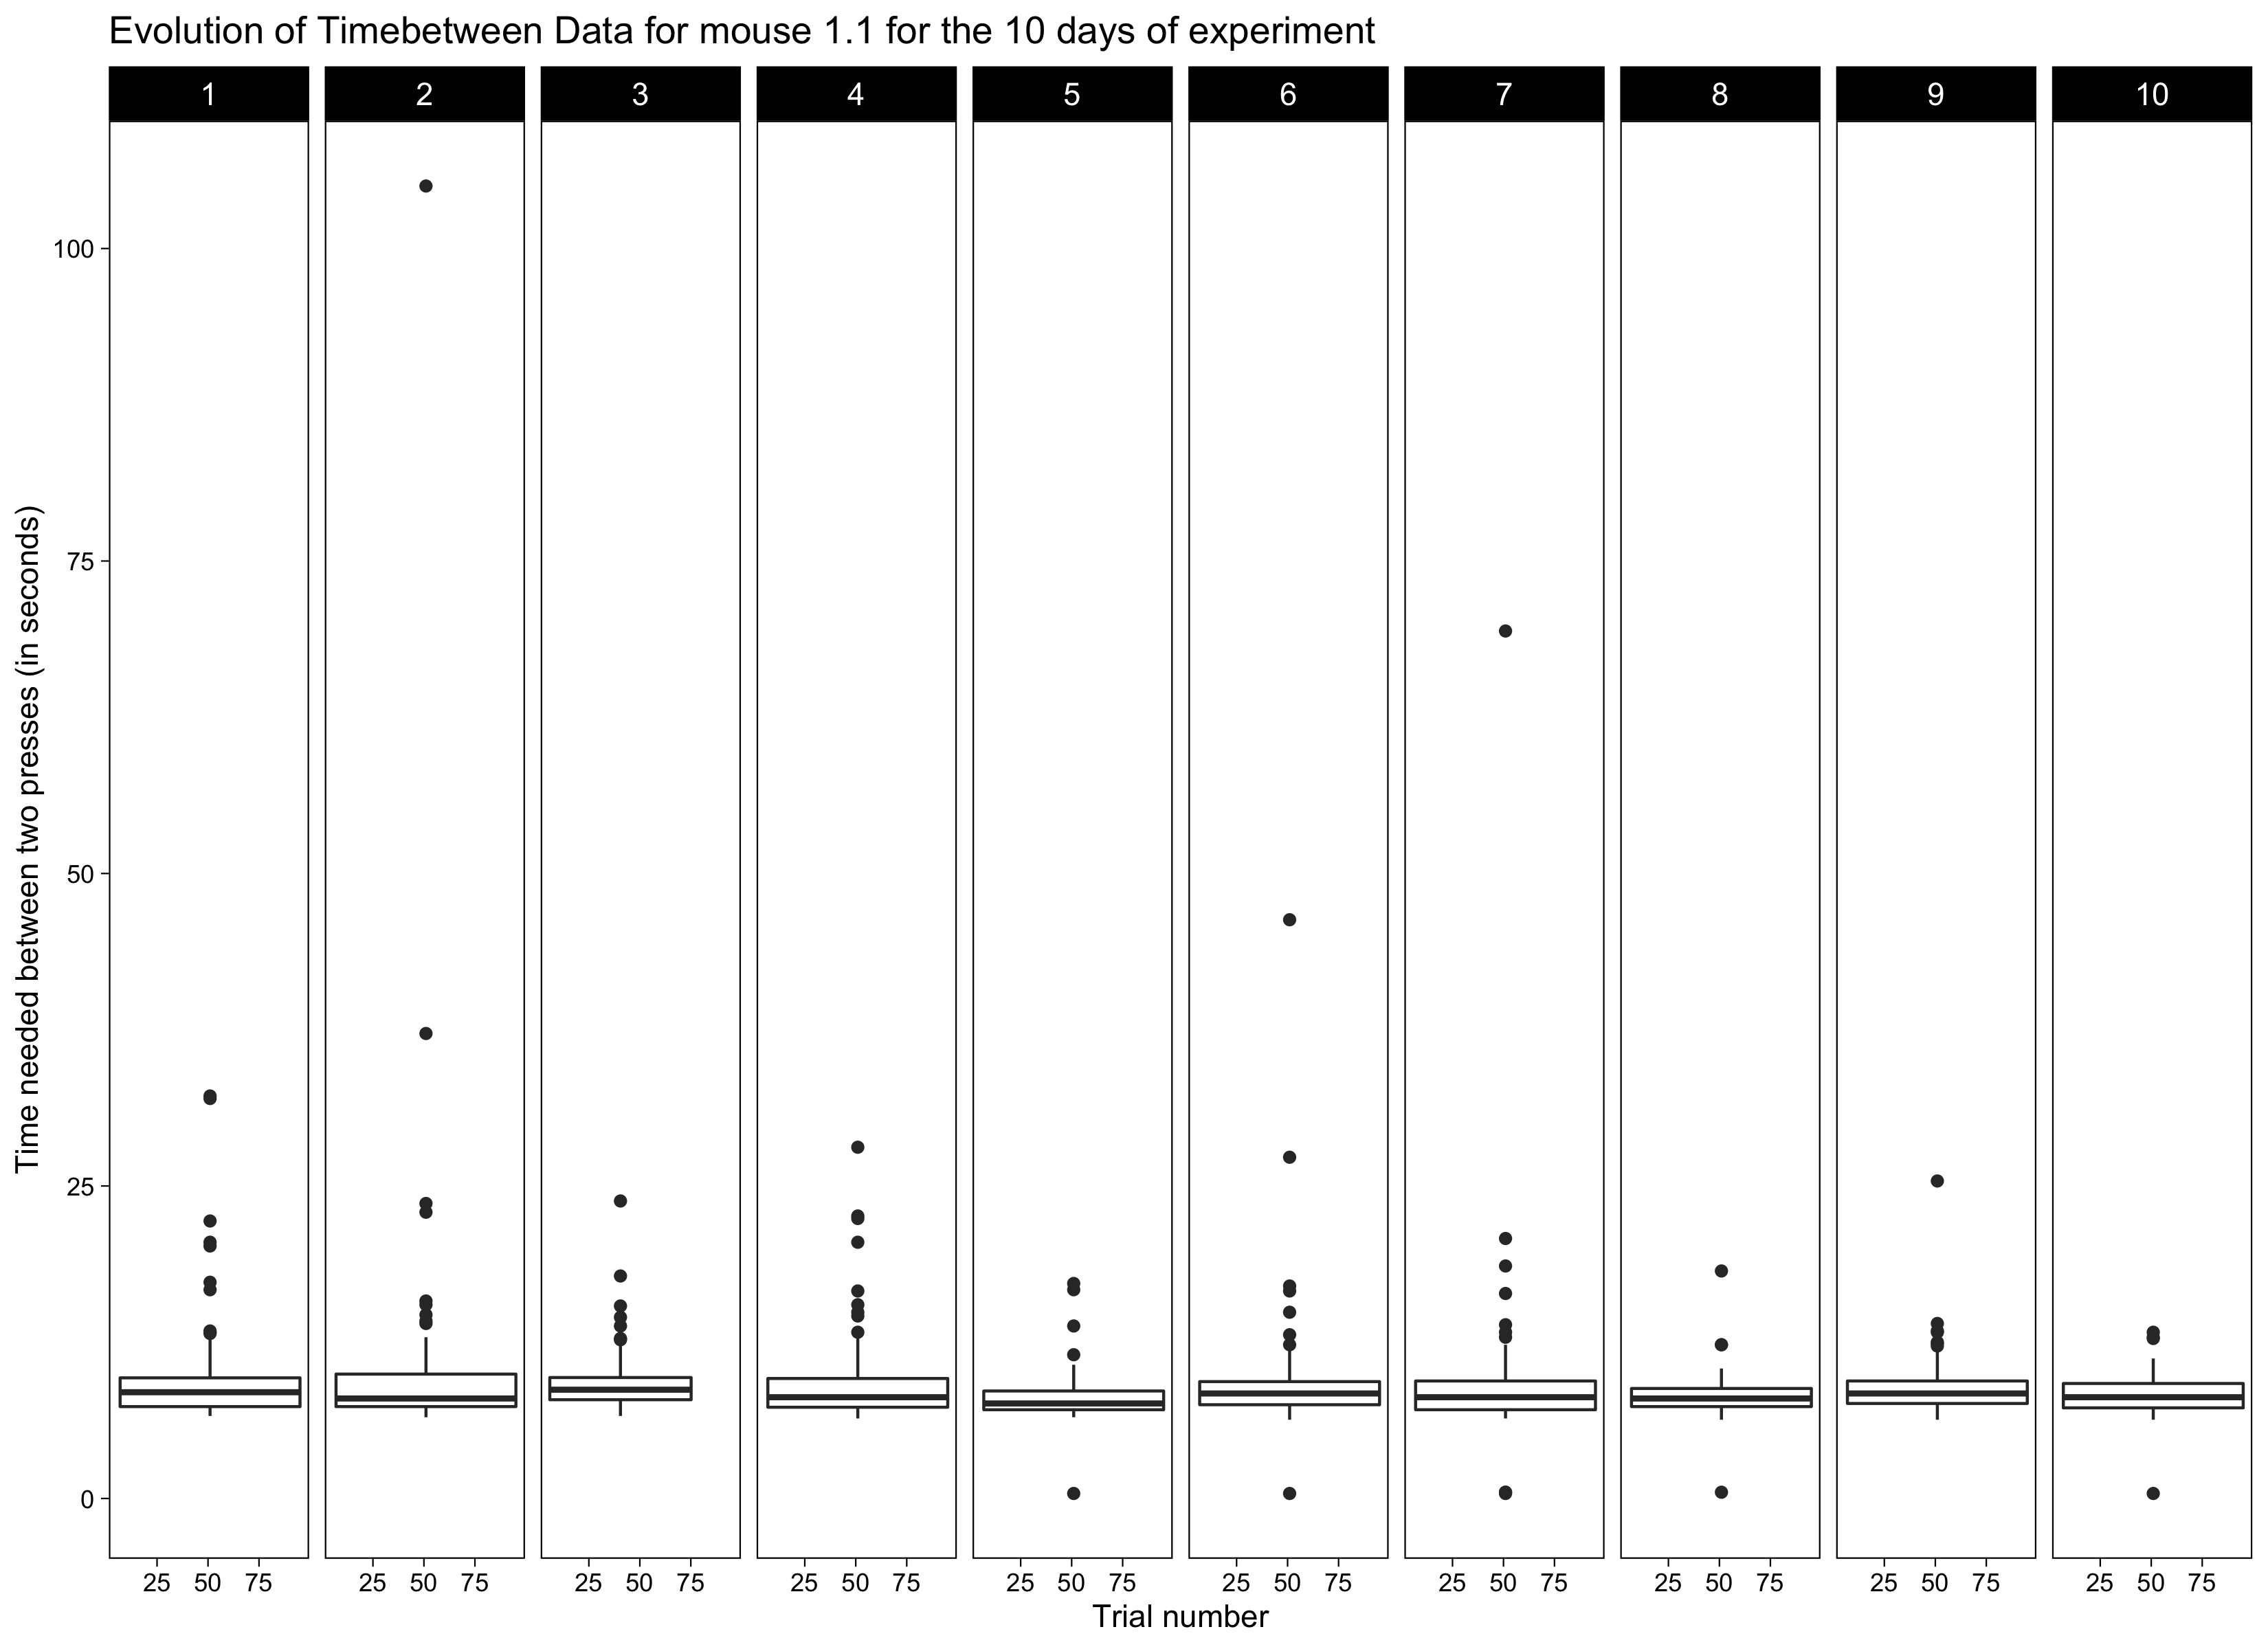 Evolution of Timebetween Data for mouse 1.1 for the 10 days of experiment
1 2 3 4 5 6 7 8 9 10
Time needed between two presses (in seconds)
100
75
50
25
0
25 50 75 25 50 75 25 50 75 25 50 75 25 50 75 25 50 75 25 50 75 25 50 75 25 50 75 25 50 75
Trial number